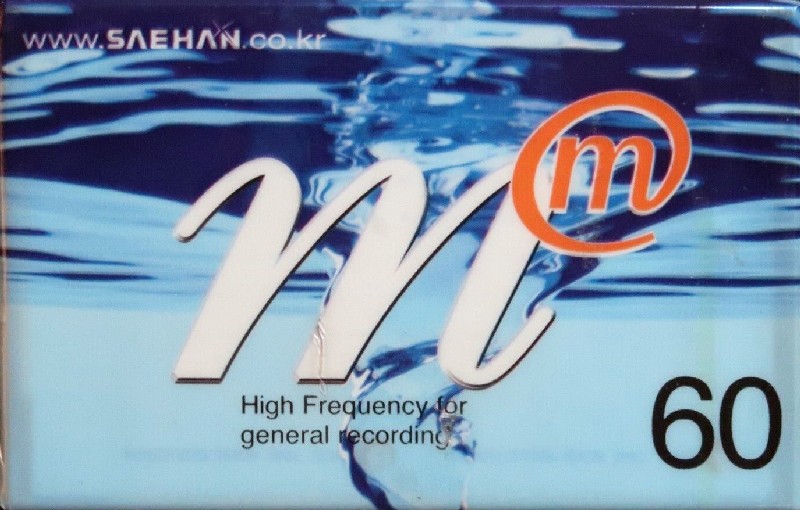 www.SAEHAN.co.kr
m
m
High Frequency for
general recording
60